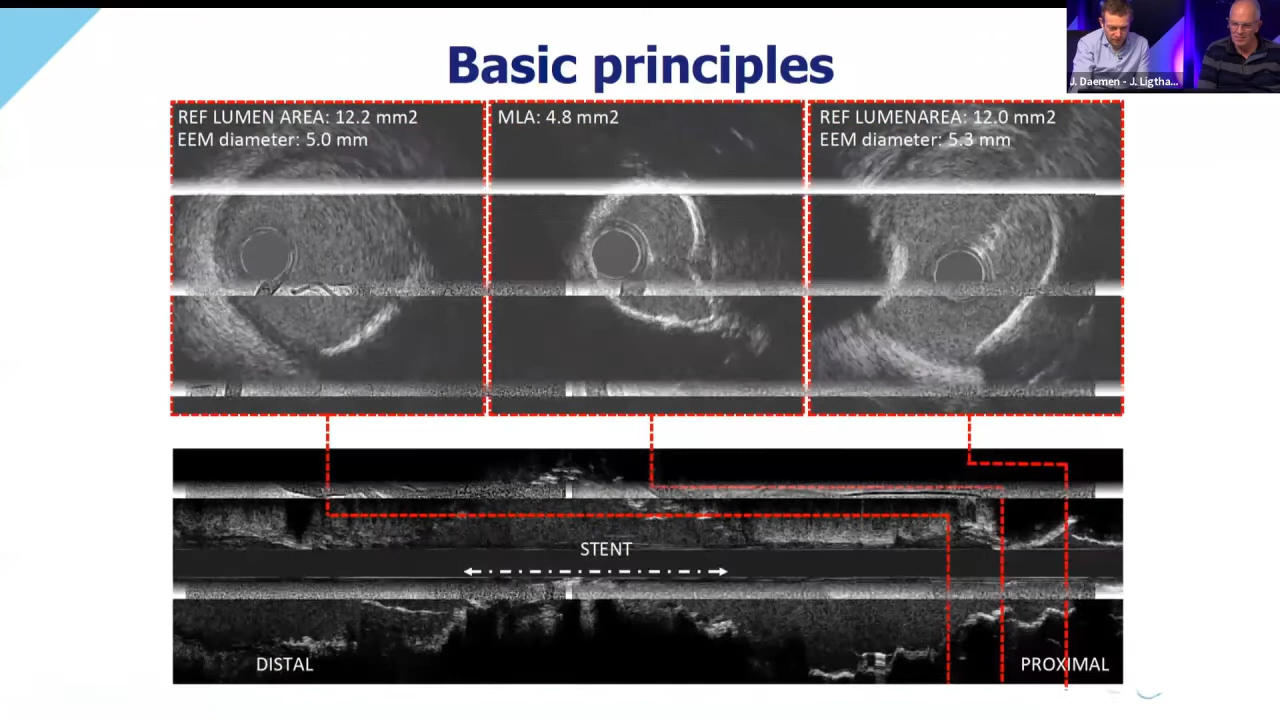 Basic principles
J. Daemen - J. Ligtha...
REF LUMEN AREA: 12.2 mm2
EEM diameter: 5.0 mm
MLA: 4.8 mm2
REF LUMENAREA: 12.0 mm2
EEM diameter: 5.3 mm
STENT
DISTAL
PROXIMAL